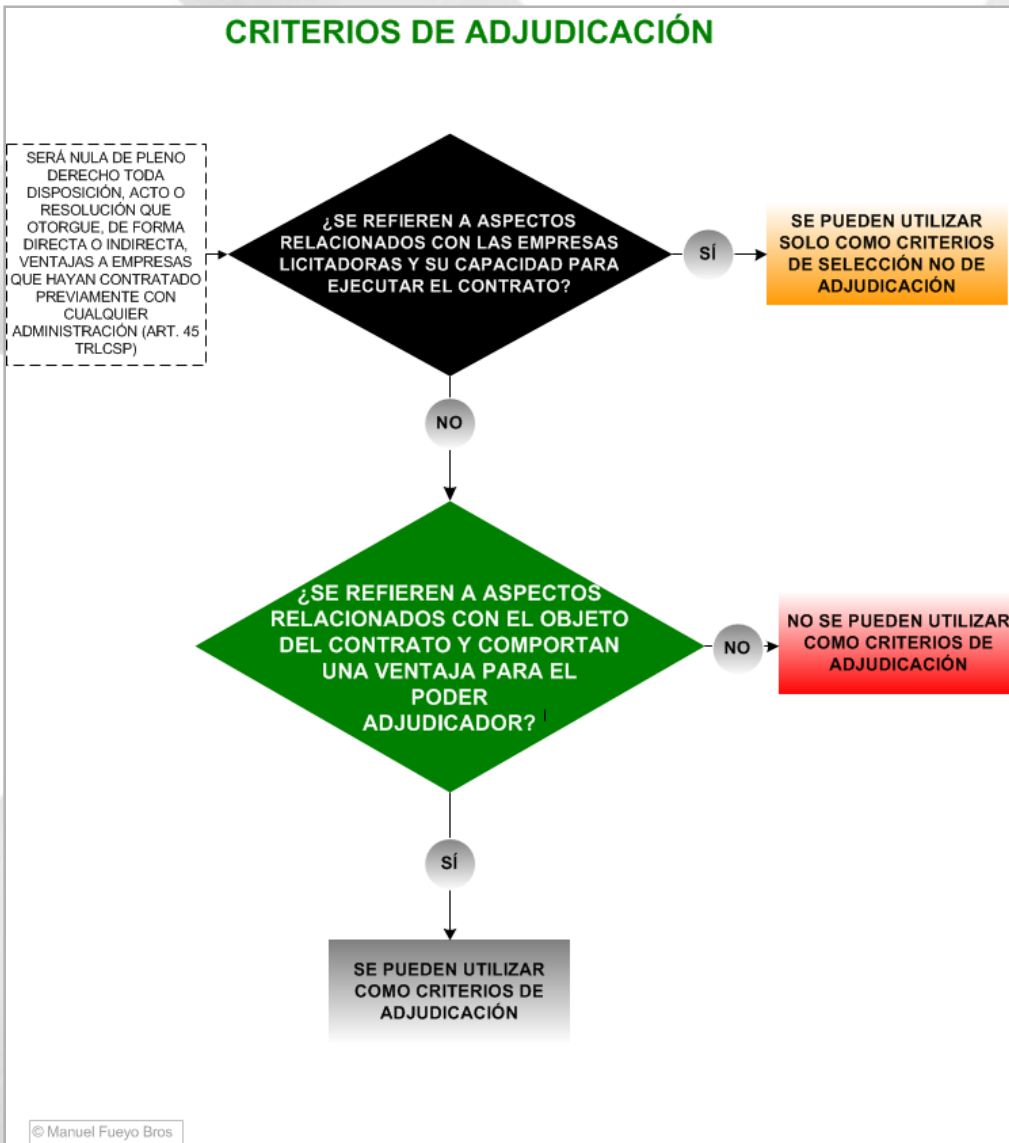 CRITERIOS DE ADJUDICACIÓN
SERÁ NULA DE PLENO
DERECHO TODA
DISPOSICIÓN, ACTO O
RESOLUCIÓN QUE
OTORGUE, DE FORMA
DIRECTA O INDIRECTA,
VENTAJAS A EMPRESAS
QUE HAYAN CONTRATADO
PREVIAMENTE CON
CUALQUIER
ADMINISTRACIÓN (ART. 45
TRLCSP)
¿SE REFIEREN A ASPECTOS
RELACIONADOS CON LAS EMPRESAS
LICITADORAS Y SU CAPACIDAD PARA
EJECUTAR EL CONTRATO?
SÍ
SE PUEDEN UTILIZAR
SOLO COMO CRITERIOS
DE SELECCIÓN NO DE
ADJUDICACIÓN
NO
¿SE REFIEREN A ASPECTOS
RELACIONADOS CON EL OBJETO
DEL CONTRATO Y COMPORTAN
UNA VENTAJA PARA EL
PODER
ADJUDICADOR?
NO
NO SE PUEDEN UTILIZAR
COMO CRITERIOS DE
ADJUDICACIÓN
SÍ
SE PUEDEN UTILIZAR
COMO CRITERIOS DE
ADJUDICACIÓN
© Manuel Fueyo Bros